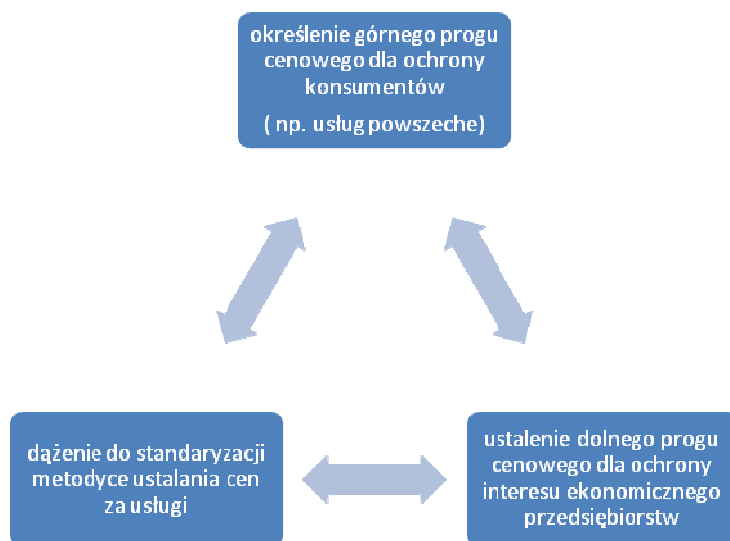 określenie górnego progu
cenowego dla ochrony
konsumentów
( np. usług powszeche)
dążenie do standaryzacji
metodyce ustalania cen
za usługi
ustalenie dolnego progu
cenowego dla ochrony
interesu ekonomicznego
przedsiębiorstw